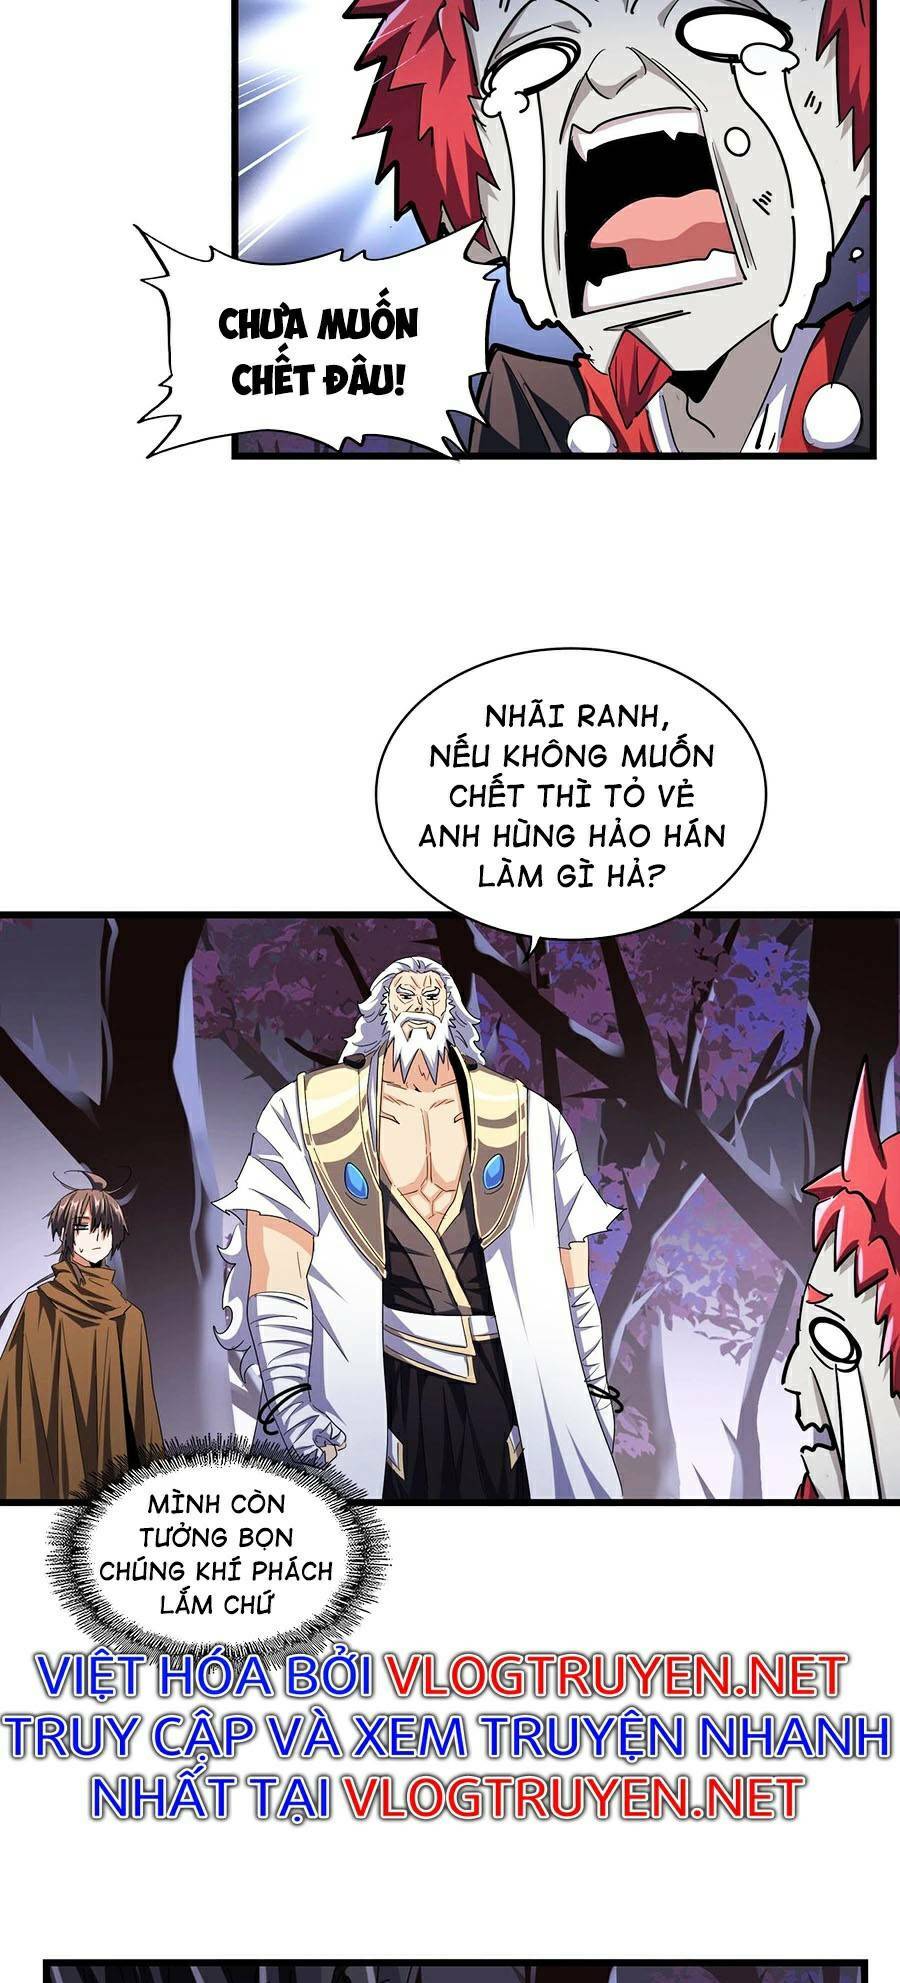 CHƯA MUỐN
CHẾT ĐÂU!
NHÃI RANH,
NẾU KHÔNG MUỐN
CHẾT THÌ TỎ VẺ
ANH HÙNG HẢO HÁN
LÀM GÌ HẢ?
MÌNH CÒN
TƯỞNG BỌN
CHÚNG KHÍ PHÁCH
LẮM CHỨ
VIỆT HÓA BỞI VLOGTRUYEN.NET
TRUY CẬP VÀ XEM TRUYỆN NHANH
NHẤT TẠI VLOGTRUYEN.NET